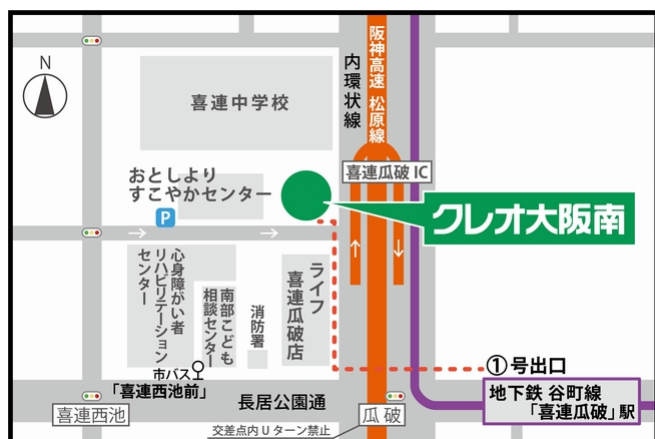 N
喜連中学校
内環状線
阪神高速 松原線
喜連瓜破 IC
おとしより
すこやかセンター
P
クレオ大阪南
心身障がい者
リハビリテーション
センター
南部こども
相談センター
消防署
ライフ
喜連瓜破店
市バス
「喜連西池前」
①号出口
地下鉄 谷町線
「喜連瓜破」駅
長居公園通
喜連西池
瓜破
交差点内Uターン禁止